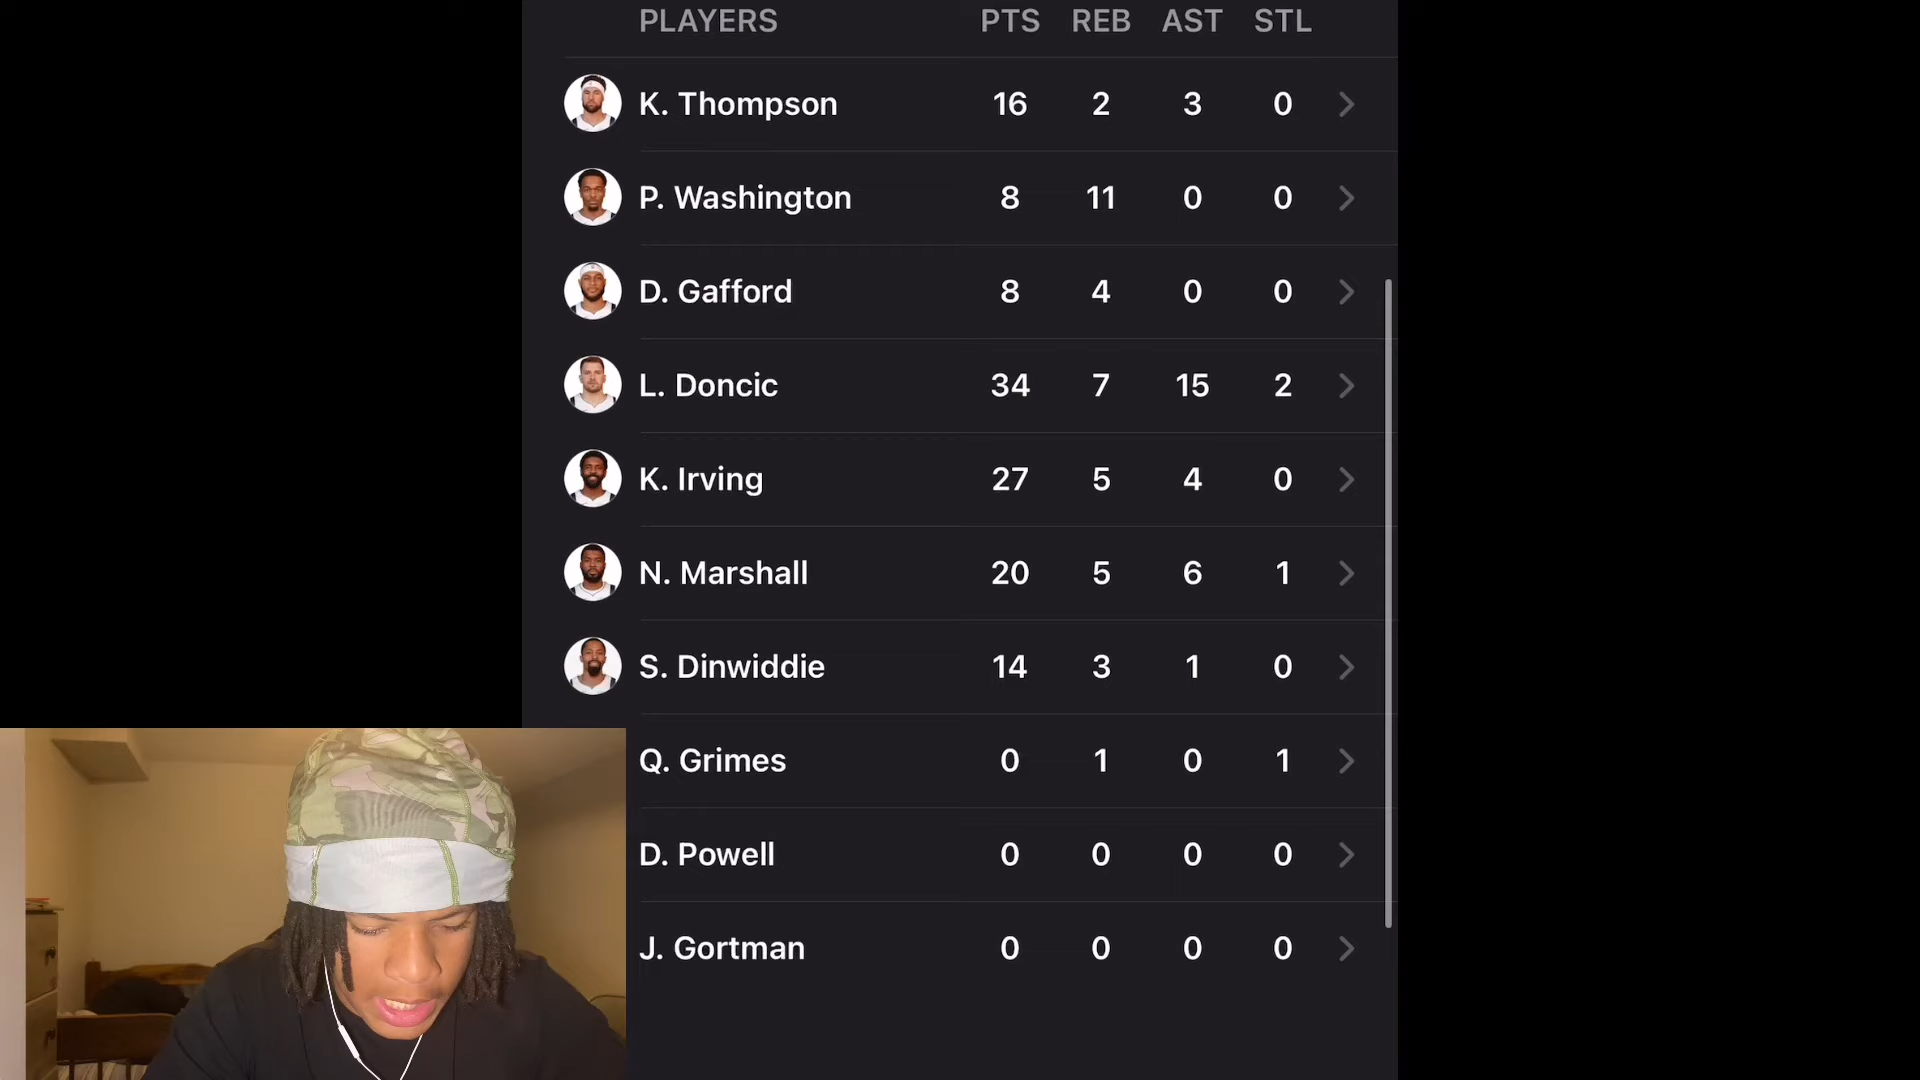 PLAYERS PTS REB AST STL
K. Thompson 16 2 3 0
P. Washington 8 11 0 0
D. Gafford 8 4 0 0
L. Doncic 34 7 15 2
K. Irving 27 5 4 0
N. Marshall 20 5 6 1
S. Dinwiddie 14 3 1 0
Q. Grimes 0 1 0 1
D. Powell 0 0 0 0
J. Gortman 0 0 0 0